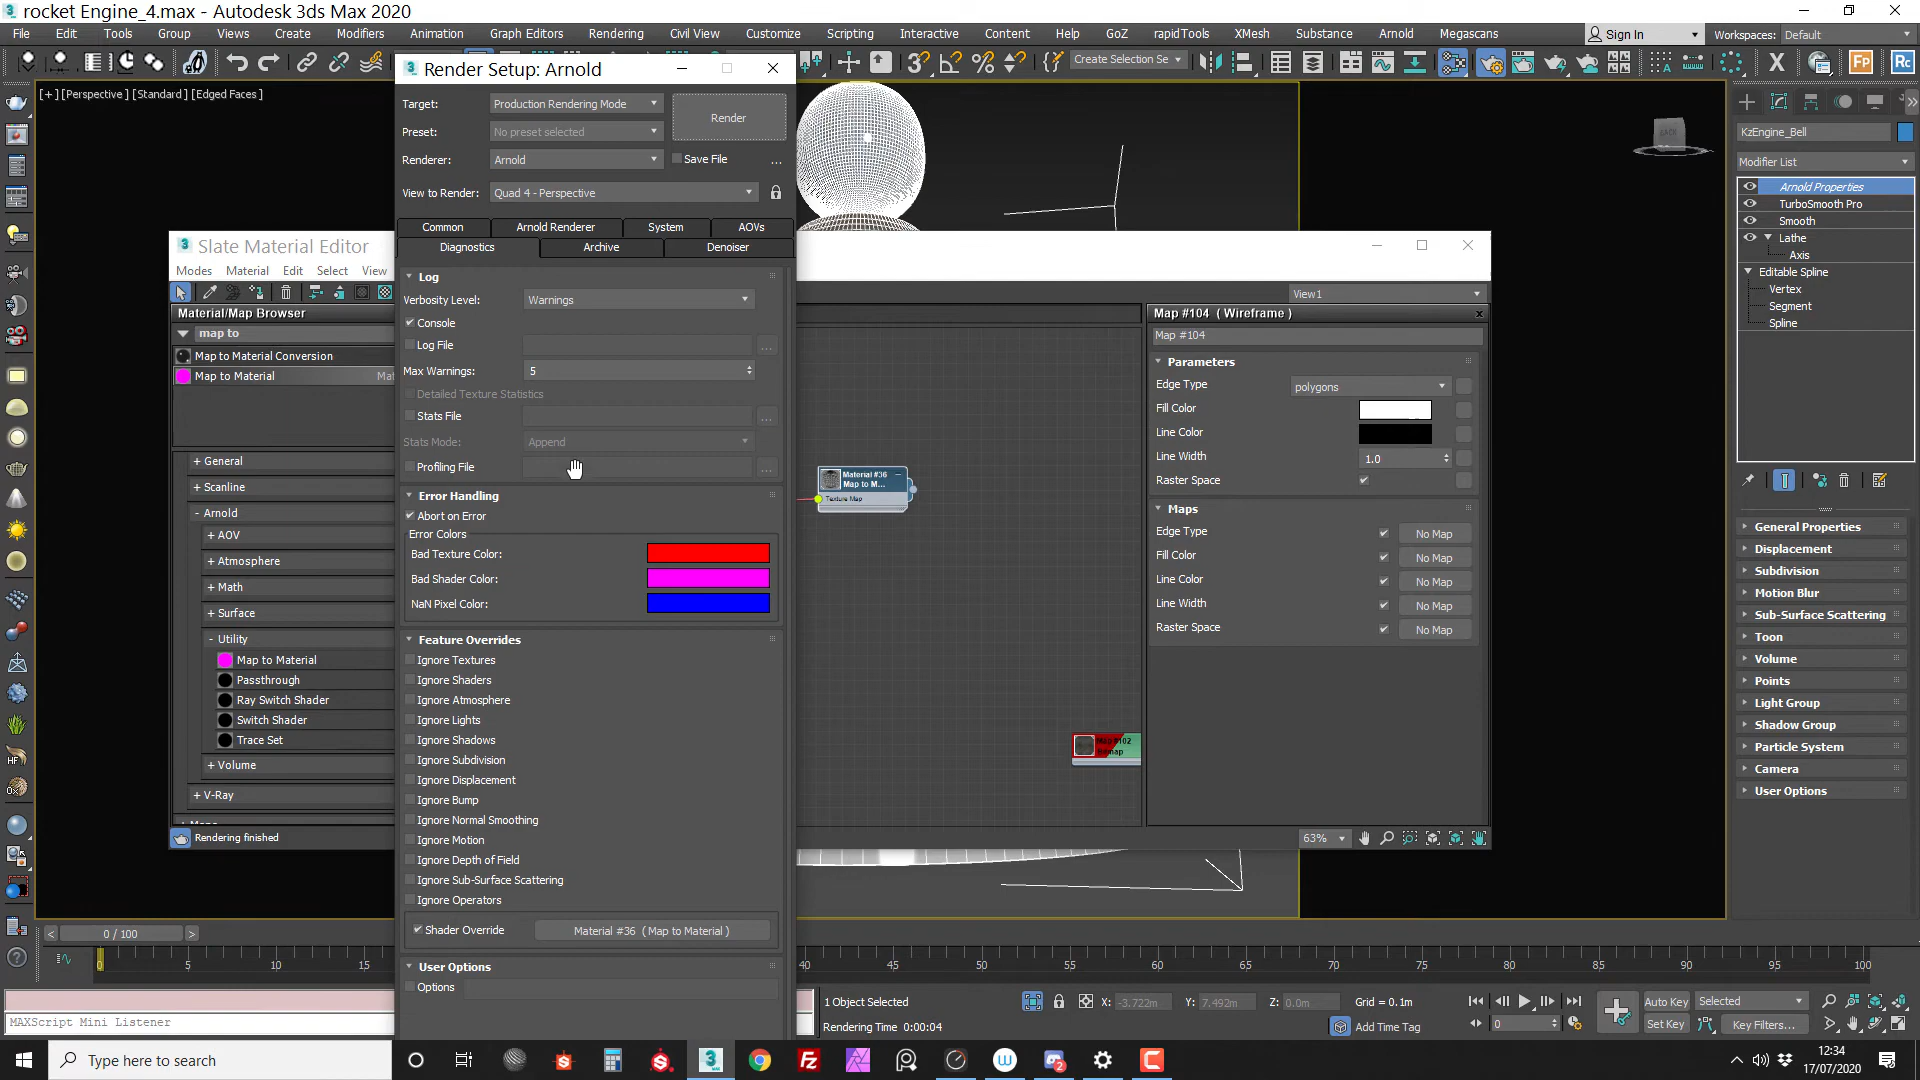 rocket Engine_4.max - Autodesk 3ds Max 2020
File Edit Tools Group Views Create Modifiers Animation Graph Editors Rendering Civil View Customize Scripting Interactive Content Help GoZ rapidTools XMesh Substance Arnold Megascans
Sign In
Workspaces: Default
Create Selection Se
[+] [Perspective] [Standard] [Edged Faces]
Render Setup: Arnold
Target: Production Rendering Mode
Preset: No preset selected
Render
Renderer: Arnold
Save File
...
View to Render: Quad 4 - Perspective
Common Arnold Renderer System AOVs
Diagnostics Archive Denoiser
Log
Verbosity Level: Warnings
Console
Log File
Max Warnings: 5
Detailed Texture Statistics
Stats File
Stats Mode: Append
Profiling File
Error Handling
Abort on Error
Error Colors
Bad Texture Color:
Bad Shader Color:
NaN Pixel Color:
Feature Overrides
Ignore Textures
Ignore Shaders
Ignore Atmosphere
Ignore Lights
Ignore Shadows
Ignore Subdivision
Ignore Displacement
Ignore Bump
Ignore Normal Smoothing
Ignore Motion
Ignore Depth of Field
Ignore Sub-Surface Scattering
Ignore Operators
Shader Override Material #36 ( Map to Material )
User Options
Options
Slate Material Editor
Modes Material Edit Select View
Material/Map Browser
map to
Map to Material Conversion
Map to Material Mat
+ General
+ Scanline
- Arnold
+ AOV
+ Atmosphere
+ Math
+ Surface
- Utility
Map to Material
Passthrough
Ray Switch Shader
Switch Shader
Trace Set
+ Volume
+ V-Ray
Rendering finished
Material #36
Map to M...
Texture Map
Map #102
Bitmap
View1
Map #104 ( Wireframe )
Map #104
Parameters
Edge Type polygons
Fill Color
Line Color
Line Width 1.0
Raster Space
Maps
Edge Type No Map
Fill Color No Map
Line Color No Map
Line Width No Map
Raster Space No Map
63%
BACK
KzEngine_Bell
Modifier List
Arnold Properties
TurboSmooth Pro
Smooth
Lathe
Axis
Editable Spline
Vertex
Segment
Spline
General Properties
Displacement
Subdivision
Motion Blur
Sub-Surface Scattering
Toon
Volume
Points
Light Group
Shadow Group
Particle System
Camera
User Options
0 / 100
0 5 10 15 40 45 50 55 60 65 70 75 80 85 90 95 100
MAXScript Mini Listener
1 Object Selected
Rendering Time 0:00:04
X: -3.722m Y: 7.492m Z: 0.0m Grid = 0.1m
Add Time Tag
0
Auto Key Selected
Set Key Key Filters...
Type here to search
12:34
17/07/2020